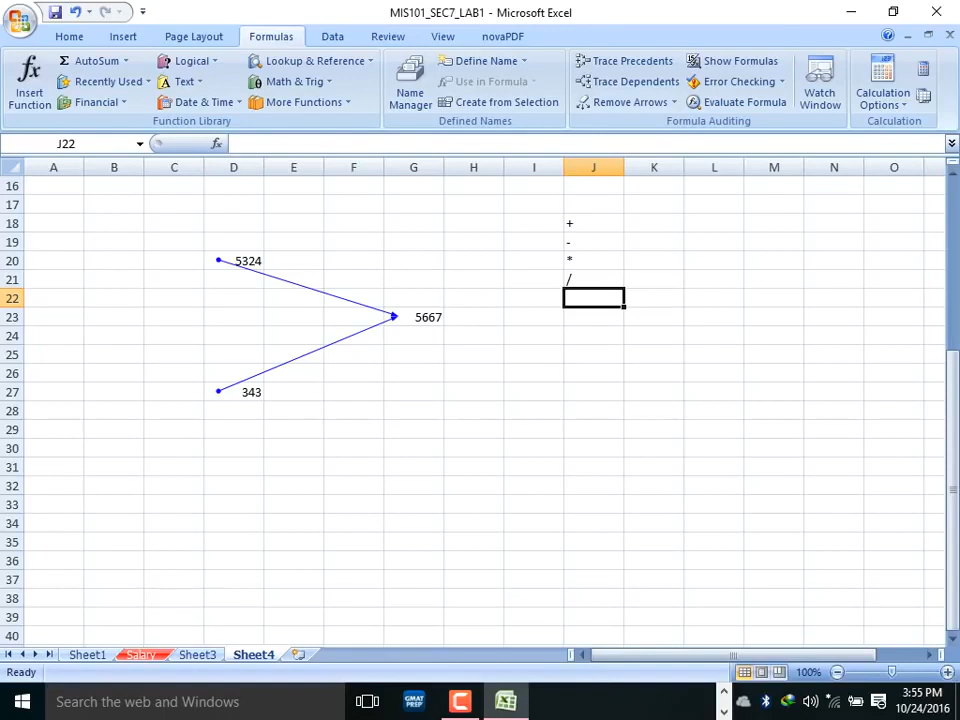 MIS101_SEC7_LAB1 - Microsoft Excel
Home Insert Page Layout Formulas Data Review View novaPDF
fx Insert Function
Σ AutoSum
Recently Used
Financial
Logical
Text
Date & Time
Lookup & Reference
Math & Trig
More Functions
Function Library
Name Manager
Define Name
Use in Formula
Create from Selection
Defined Names
Trace Precedents
Trace Dependents
Remove Arrows
Show Formulas
Error Checking
Evaluate Formula
Formula Auditing
Watch Window
Calculation Options
Calculation
J22 fx
A B C D E F G H I J K L M N O
16
17
18 +
19 -
20 5324 *
21 /
22
23 5667
24
25
26
27 343
28
29
30
31
32
33
34
35
36
37
38
39
40
Sheet1 Salary Sheet3 Sheet4
Ready 100%
Search the web and Windows
GMAT PREP
3:55 PM
10/24/2016